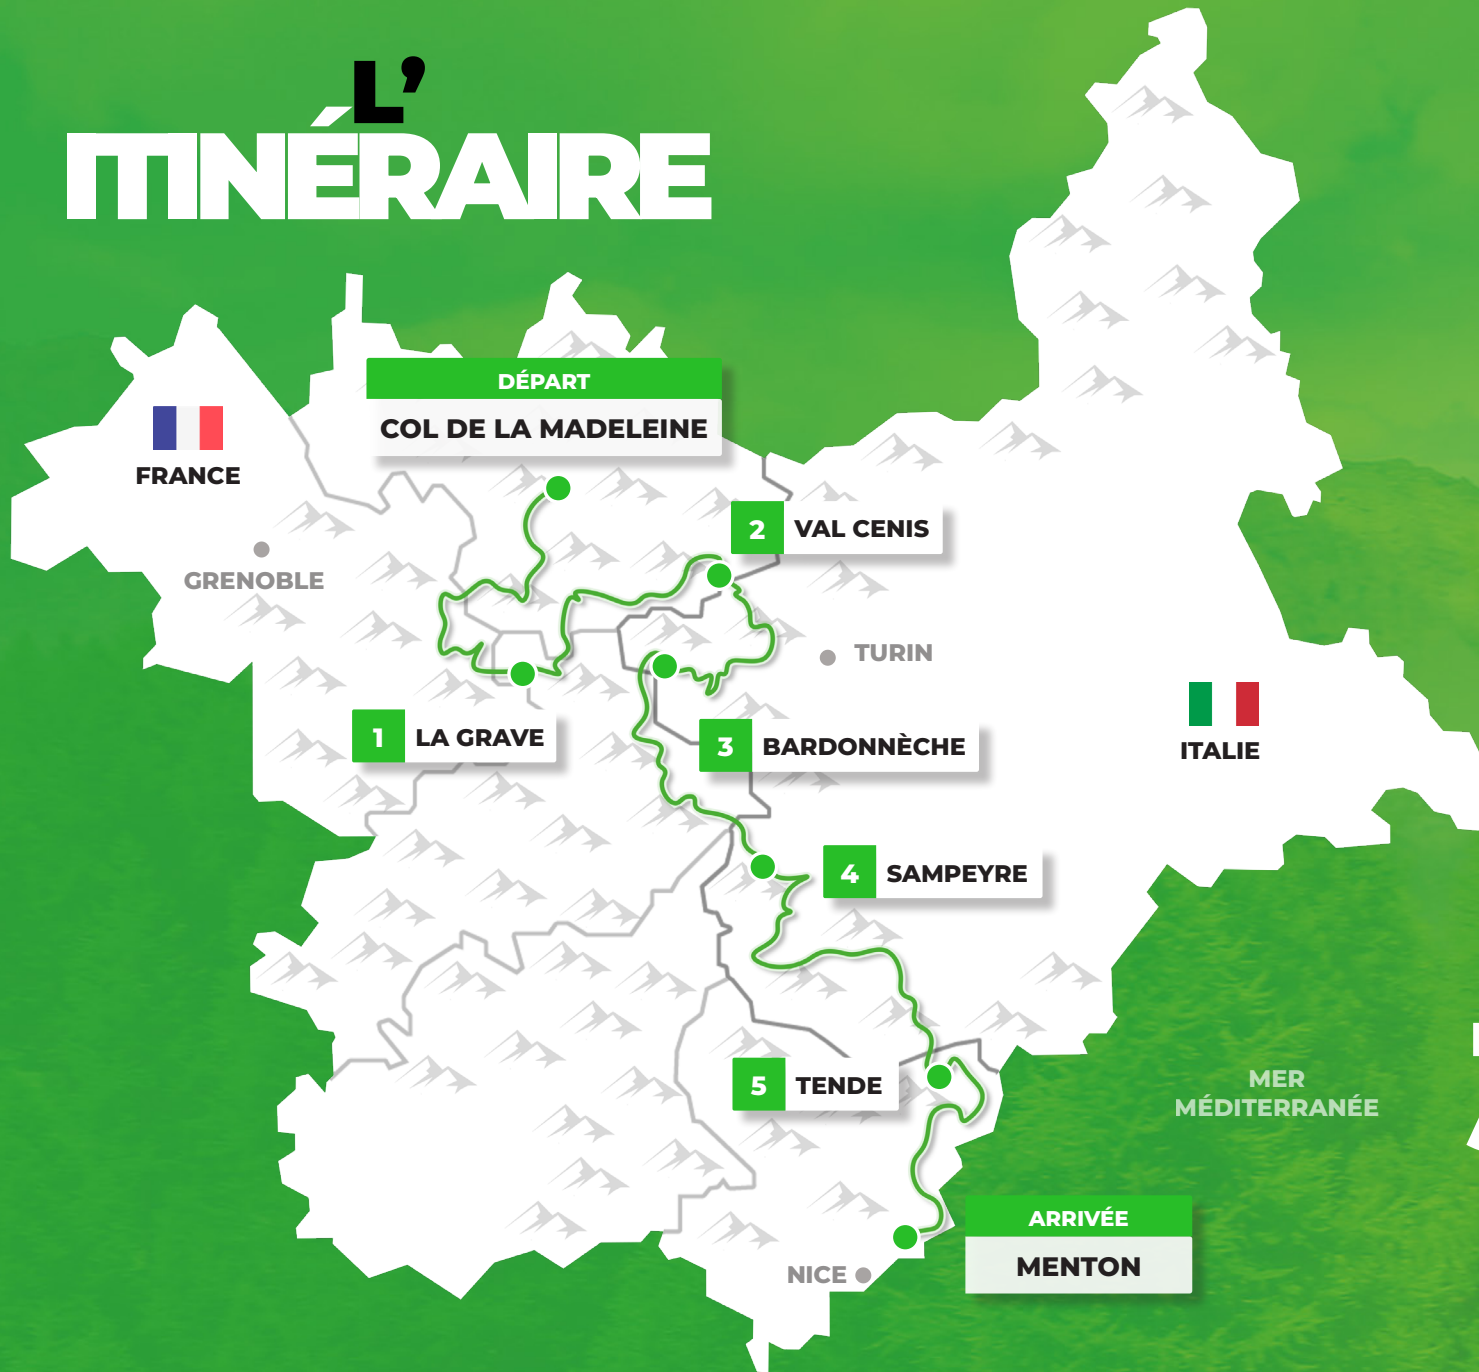 L'
ITINÉRAIRE
DÉPART
COL DE LA MADELEINE
FRANCE
GRENOBLE
2 VAL CENIS
TURIN
1 LA GRAVE
3 BARDONNÈCHE
ITALIE
4 SAMPEYRE
5 TENDE
MER
MÉDITERRANÉE
ARRIVÉE
MENTON
NICE